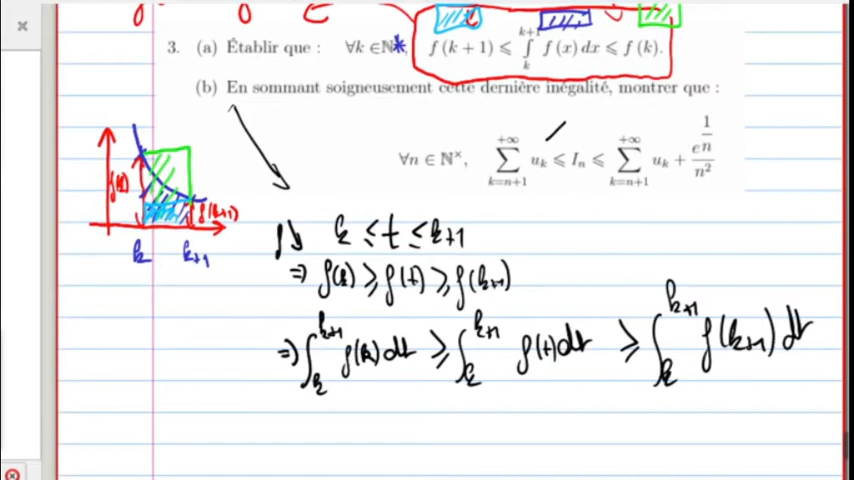 3. (a) Établir que : ∀k ∈ ℕ*, f(k+1) ⩽ ∫_k^{k+1} f(x) dx ⩽ f(k).
(b) En sommant soigneusement cette dernière inégalité, montrer que :
∀n ∈ ℕ^×, ∑_{k=n+1}^{+∞} u_k ⩽ I_n ⩽ ∑_{k=n+1}^{+∞} u_k + e^{1/n}/n²
f(k)
f(k+1)
k k+1
f↘ k ≤ t ≤ k+1
⇒ f(k) ⩾ f(t) ⩾ f(k+1)
⇒ ∫_k^{k+1} f(k) dt ⩾ ∫_k^{k+1} f(t) dt ⩾ ∫_k^{k+1} f(k+1) dt